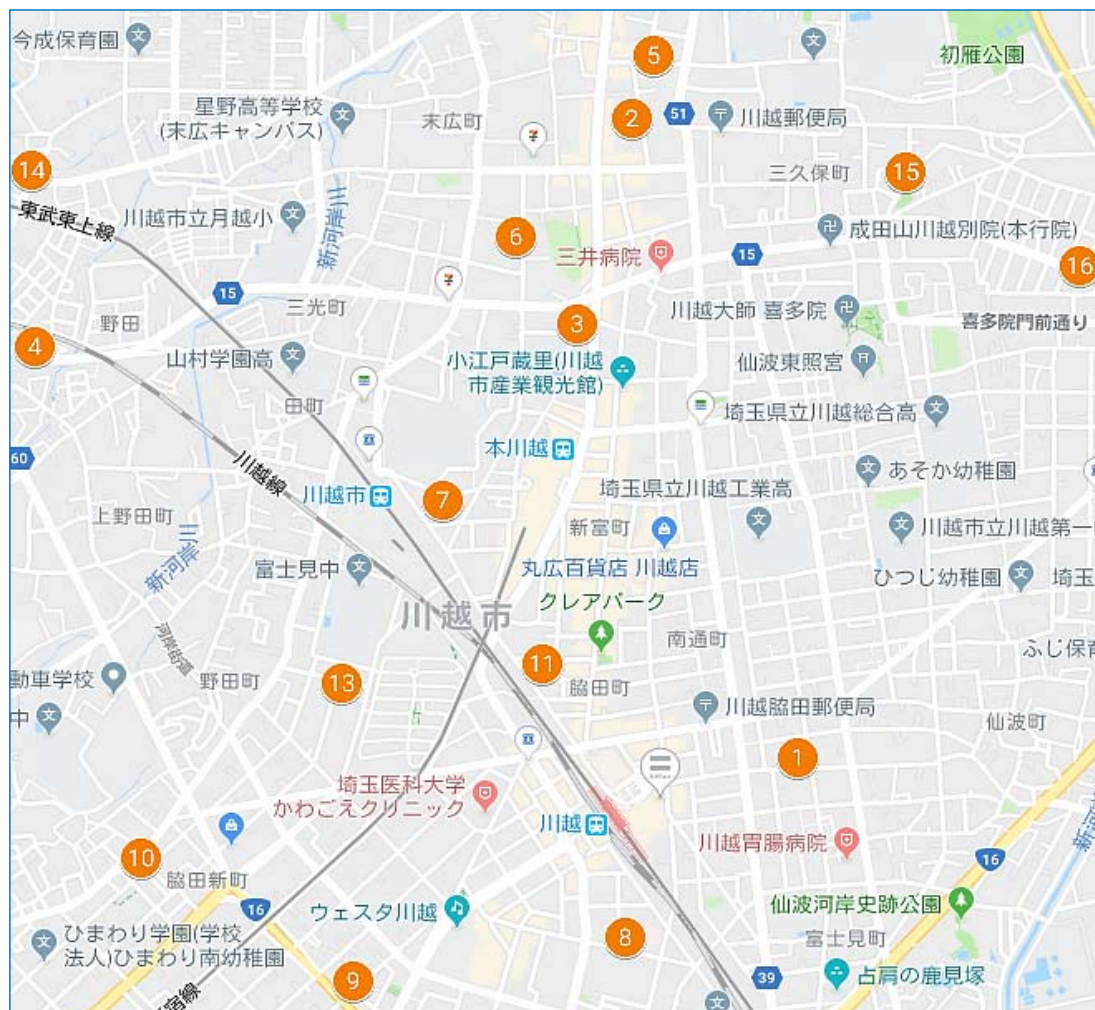 今成保育園
5
初雁公園
星野高等学校
(末広キャンパス)
末広町
2
51
川越郵便局
14
三久保町
15
東武東上線
川越市立月越小
新河岸川
6
三井病院
15
成田山川越別院(本行院)
16
15
三光町
3
川越大師 喜多院
喜多院門前通り
野田
4
山村学園高
小江戸蔵里(川越
市産業観光館)
仙波東照宮
田町
埼玉県立川越総合高
60
川越線
本川越
あそか幼稚園
川越市
7
埼玉県立川越工業高
上野田町
新富町
川越市立川越第一
新河岸川
富士見中
丸広百貨店 川越店
ひつじ幼稚園
埼玉
クレアパーク
川越市
南通町
ふじ保育
河岸街道
動車学校
野田町
13
11
脇田町
中
川越脇田郵便局
仙波町
1
埼玉医科大学
かわごえクリニック
川越
川越胃腸病院
新河
10
脇田新町
16
16
ウェスタ川越
仙波河岸史跡公園
8
富士見町
ひまわり学園(学校
法人)ひまわり南幼稚園
9
39
占肩の鹿見塚
宿線